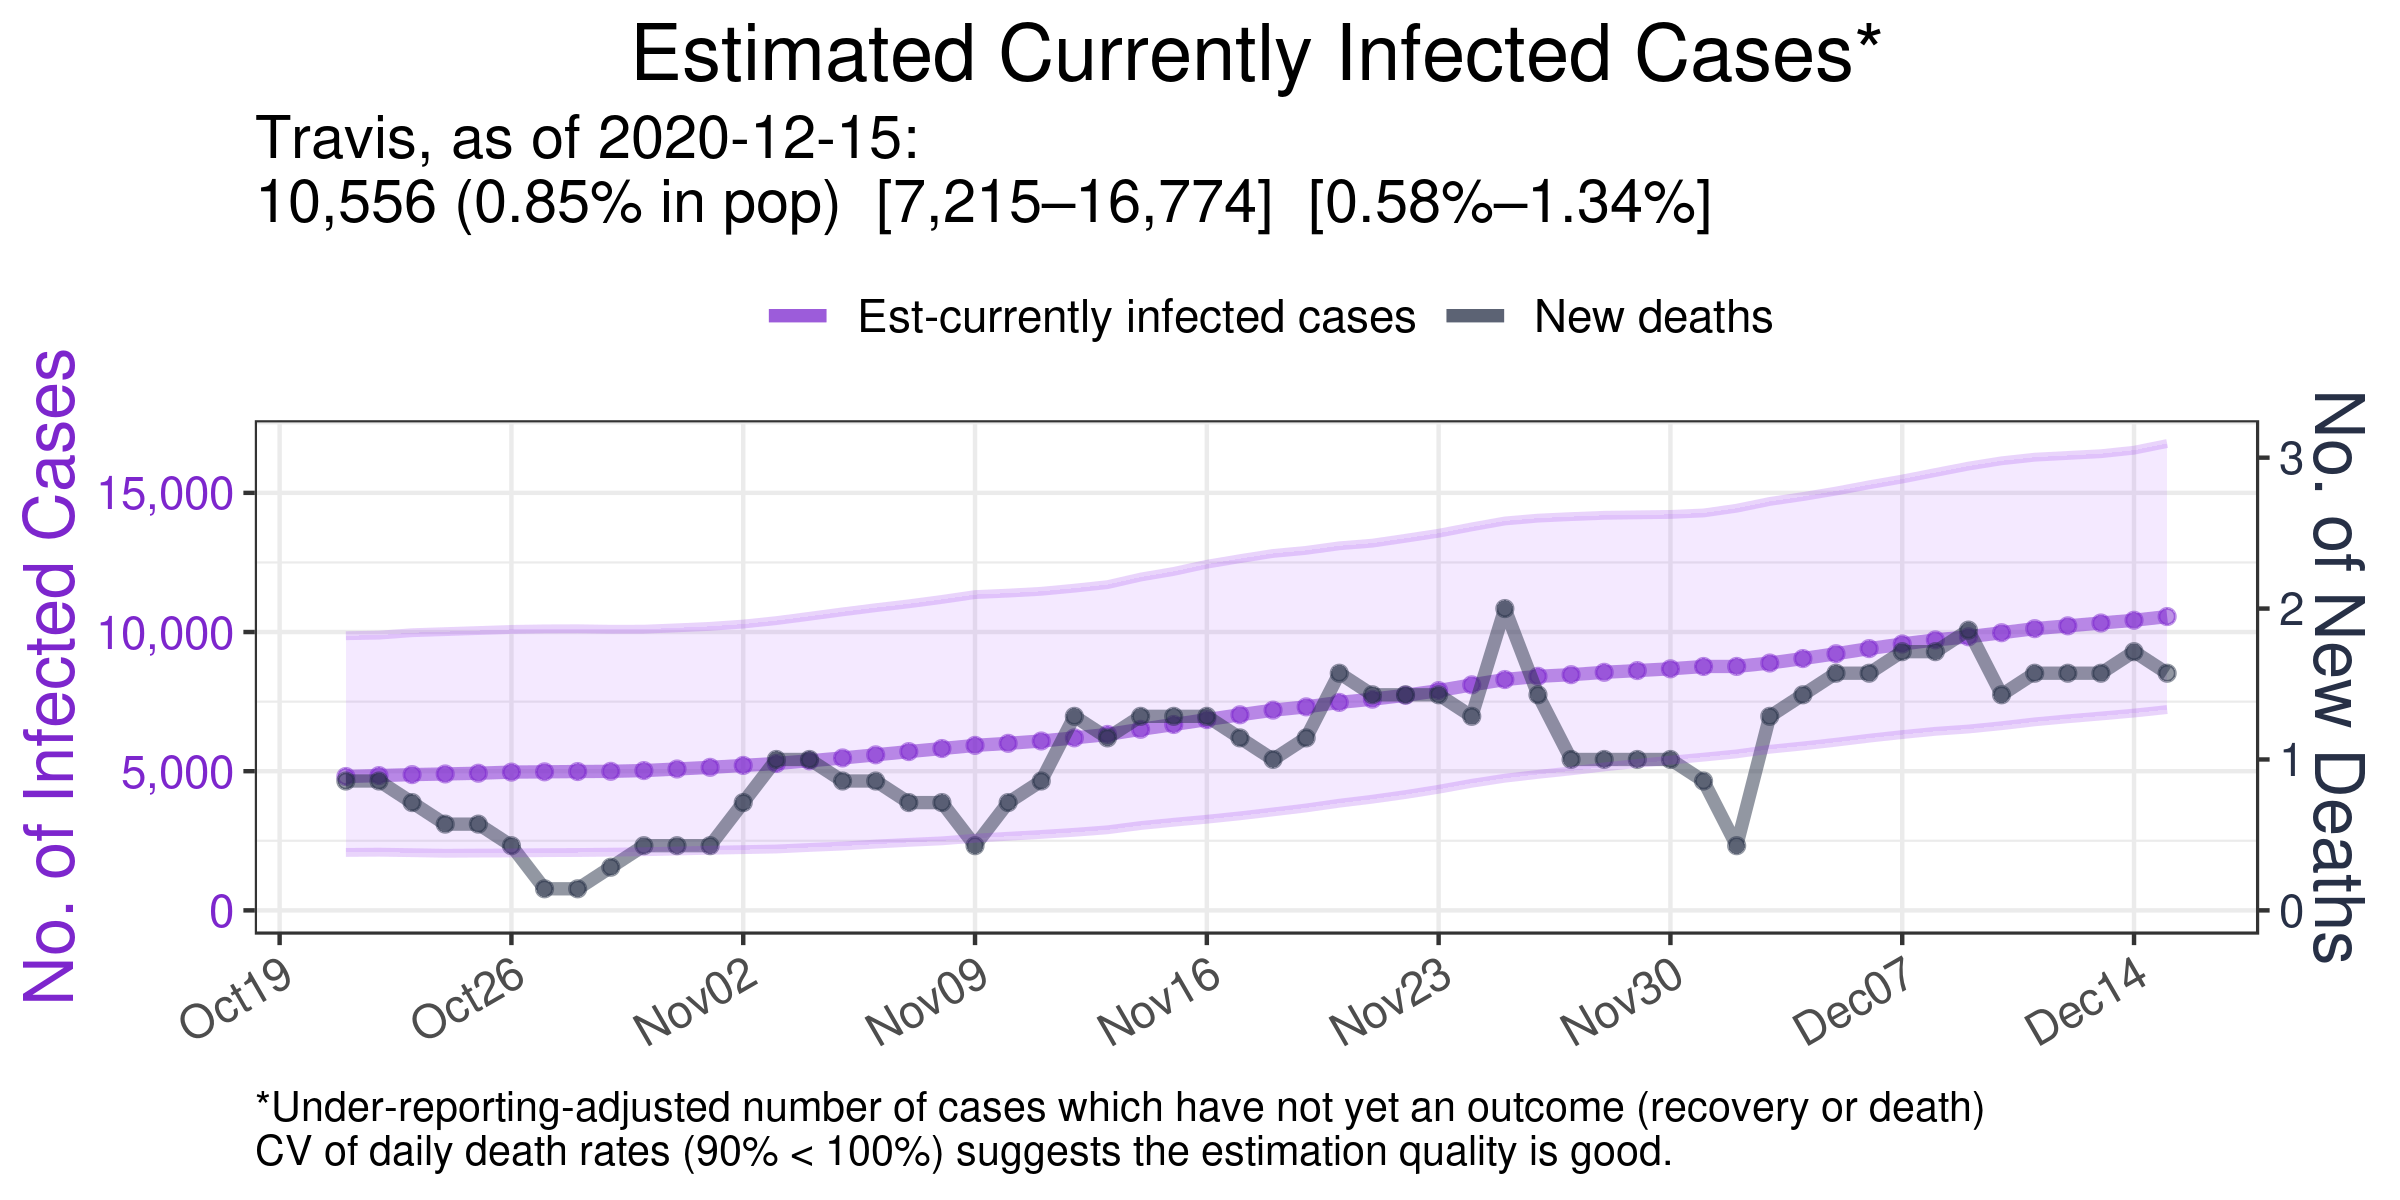 Estimated Currently Infected Cases*
Travis, as of 2020-12-15:
10,556 (0.85% in pop) [7,215–16,774] [0.58%–1.34%]
Est-currently infected cases New deaths
No. of Infected Cases
15,000
10,000
5,000
0
3
2
1
0
No. of New Deaths
Oct19 Oct26 Nov02 Nov09 Nov16 Nov23 Nov30 Dec07 Dec14
*Under-reporting-adjusted number of cases which have not yet an outcome (recovery or death)
CV of daily death rates (90% < 100%) suggests the estimation quality is good.